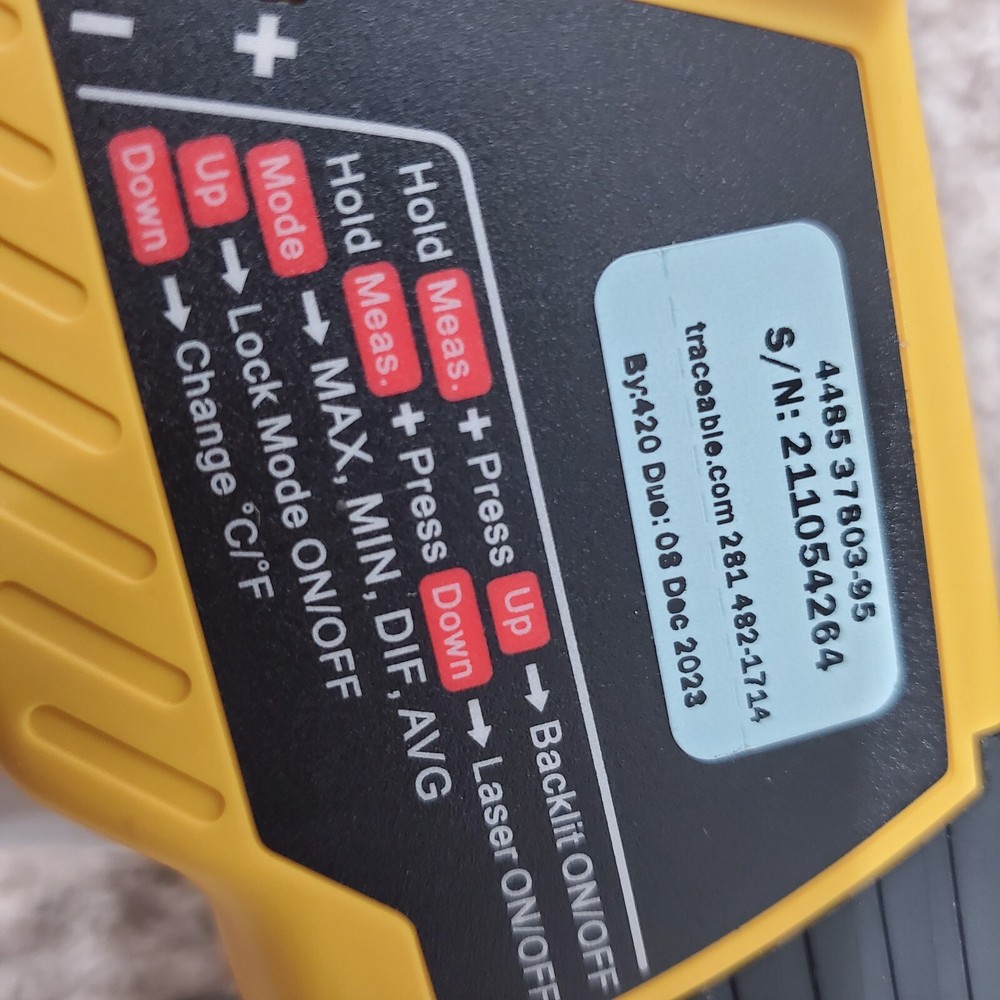 4485 37803-95
S/N: 211054264
traceable.com 281 482-1714
By:420 Due: 08 Dec 2023
Hold Meas. + Press Up → Backlit ON/OFF
Hold Meas. + Press Down → Laser ON/OFF
Mode → MAX, MIN, DIF, AVG
Up → Lock Mode ON/OFF
Down → Change °C/°F
+
−